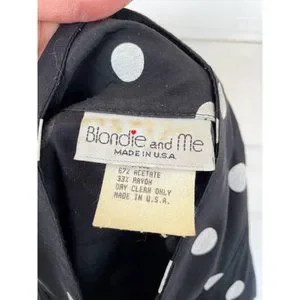 Blondie and Me
MADE IN U.S.A.
67% ACETATE
33% RAYON
DRY CLEAN ONLY
MADE IN U.S.A.